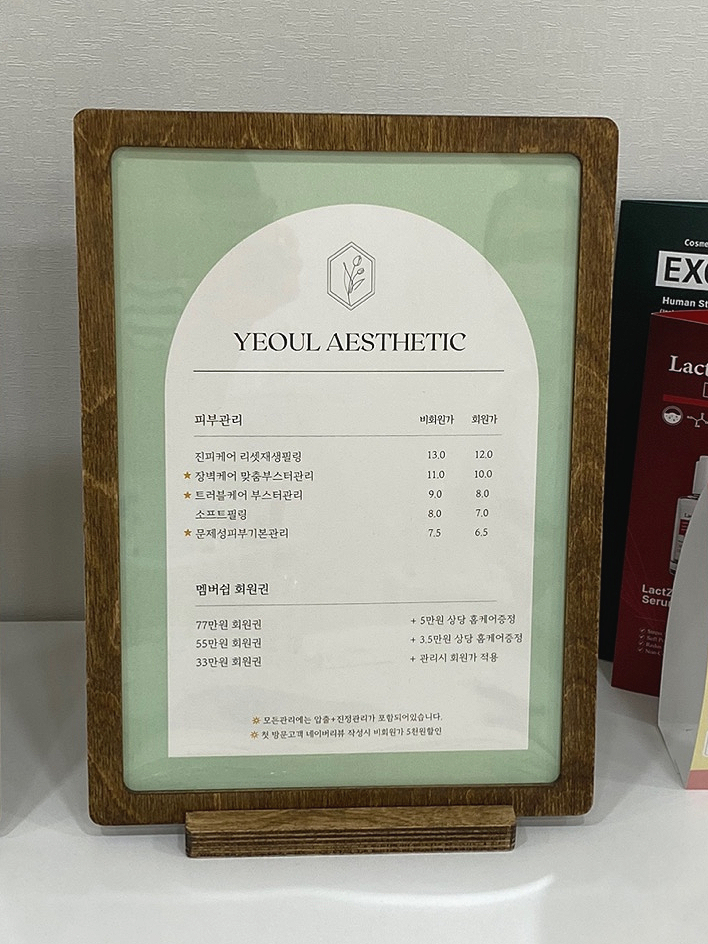 YEOUL AESTHETIC
피부관리 비회원가 회원가
진피케어 리셋재생필링 13.0 12.0
★ 장벽케어 맞춤부스터관리 11.0 10.0
★ 트러블케어 부스터관리 9.0 8.0
소프트필링 8.0 7.0
★ 문제성피부기본관리 7.5 6.5
멤버쉽 회원권
77만원 회원권 + 5만원 상당 홈케어증정
55만원 회원권 + 3.5만원 상당 홈케어증정
33만원 회원권 + 관리시 회원가 적용
모든관리에는 압출+진정관리가 포함되어있습니다.
첫 방문고객 네이버리뷰 작성시 비회원가 5천원할인
Human
Lact
LactZ